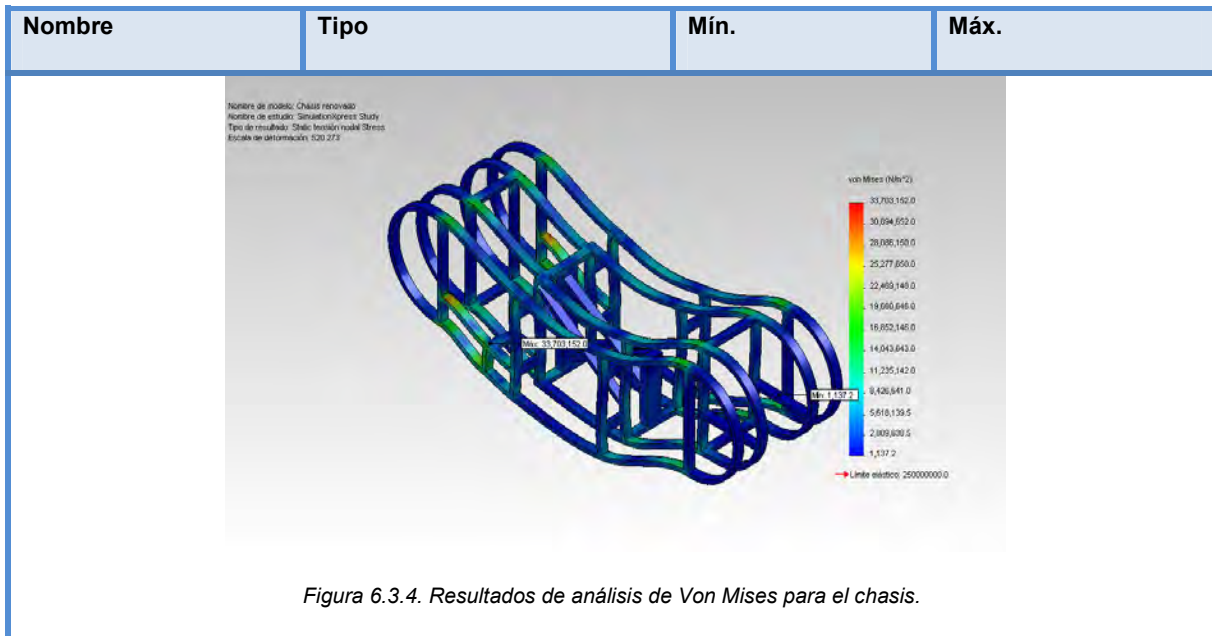 Nombre Tipo Mín. Máx.
Nombre de modelo: Chasis renovado
Nombre de estudio: SimulationXpress Study
Tipo de resultado: Static tensión nodal Stress
Escala de deformación: 520.273
von Mises (N/m^2)
33,703,152.0
30,894,652.0
28,086,150.0
25,277,650.0
22,469,148.0
19,660,646.0
16,852,146.0
14,043,643.0
11,235,142.0
8,426,641.0
5,618,139.5
2,809,638.5
1,137.2
Límite elástico: 250000000.0
Máx: 33,703,152.0
Mín: 1,137.2
Figura 6.3.4. Resultados de análisis de Von Mises para el chasis.